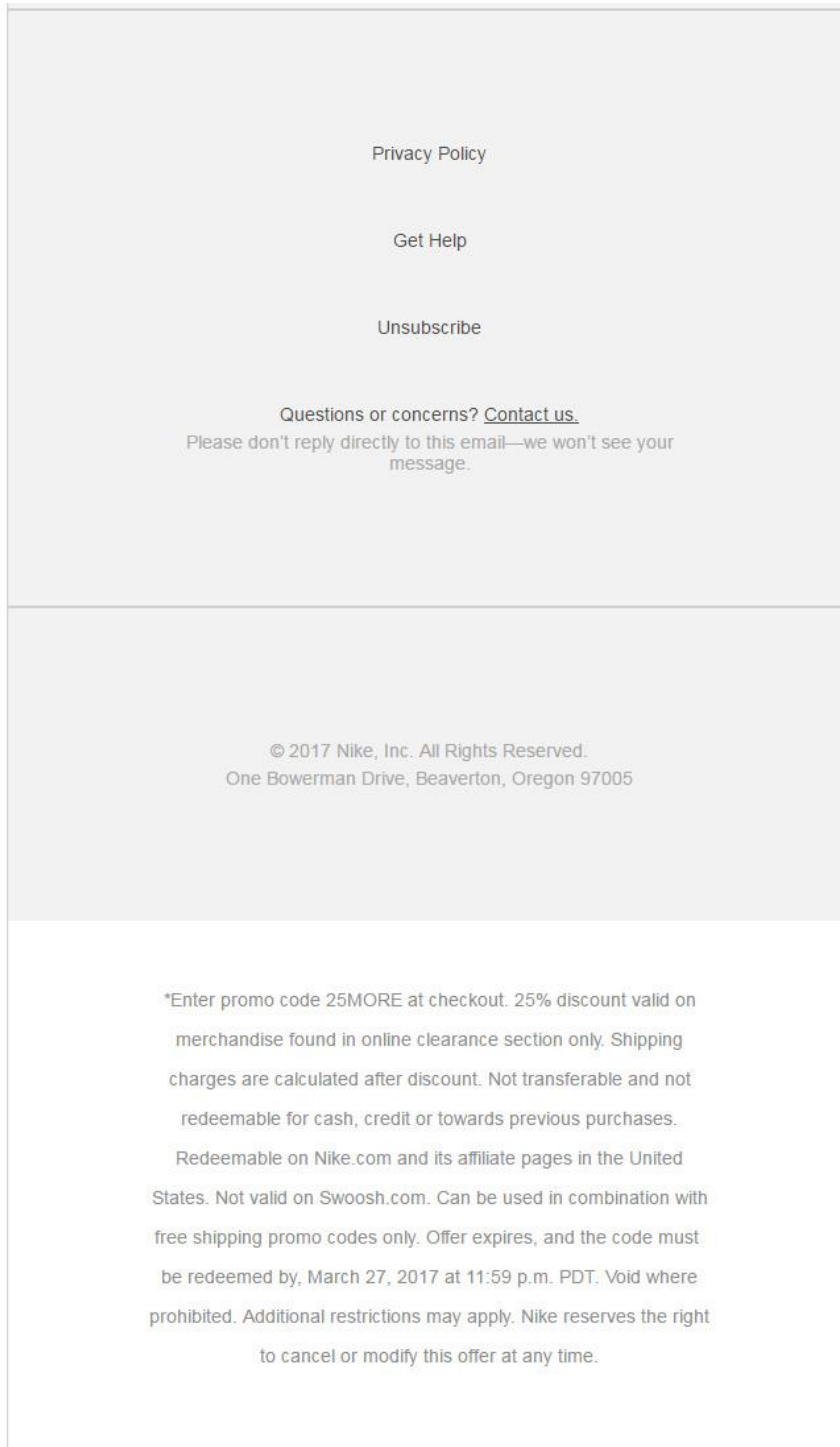 Privacy Policy
Get Help
Unsubscribe
Questions or concerns? Contact us.
Please don't reply directly to this email—we won't see your
message.
© 2017 Nike, Inc. All Rights Reserved.
One Bowerman Drive, Beaverton, Oregon 97005
*Enter promo code 25MORE at checkout. 25% discount valid on
merchandise found in online clearance section only. Shipping
charges are calculated after discount. Not transferable and not
redeemable for cash, credit or towards previous purchases.
Redeemable on Nike.com and its affiliate pages in the United
States. Not valid on Swoosh.com. Can be used in combination with
free shipping promo codes only. Offer expires, and the code must
be redeemed by, March 27, 2017 at 11:59 p.m. PDT. Void where
prohibited. Additional restrictions may apply. Nike reserves the right
to cancel or modify this offer at any time.